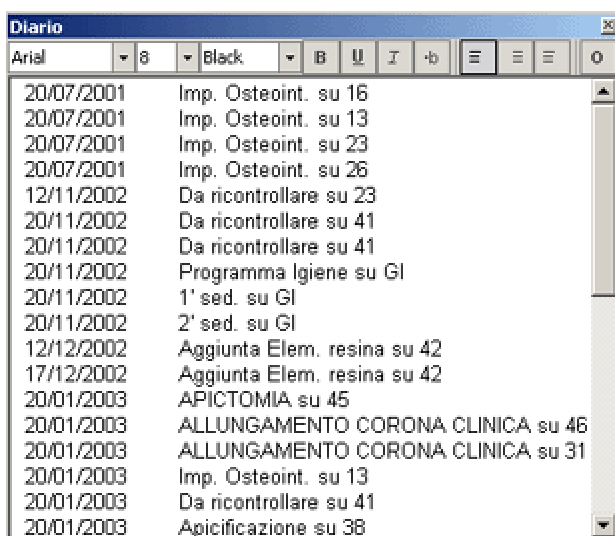 Diario
Arial 8 Black B U I O
20/07/2001 Imp. Osteoint. su 16
20/07/2001 Imp. Osteoint. su 13
20/07/2001 Imp. Osteoint. su 23
20/07/2001 Imp. Osteoint. su 26
12/11/2002 Da ricontrollare su 23
20/11/2002 Da ricontrollare su 41
20/11/2002 Da ricontrollare su 41
20/11/2002 Programma Igiene su GI
20/11/2002 1' sed. su GI
20/11/2002 2' sed. su GI
12/12/2002 Aggiunta Elem. resina su 42
17/12/2002 Aggiunta Elem. resina su 42
20/01/2003 APICTOMIA su 45
20/01/2003 ALLUNGAMENTO CORONA CLINICA su 46
20/01/2003 ALLUNGAMENTO CORONA CLINICA su 31
20/01/2003 Imp. Osteoint. su 13
20/01/2003 Da ricontrollare su 41
20/01/2003 Apicificazione su 38